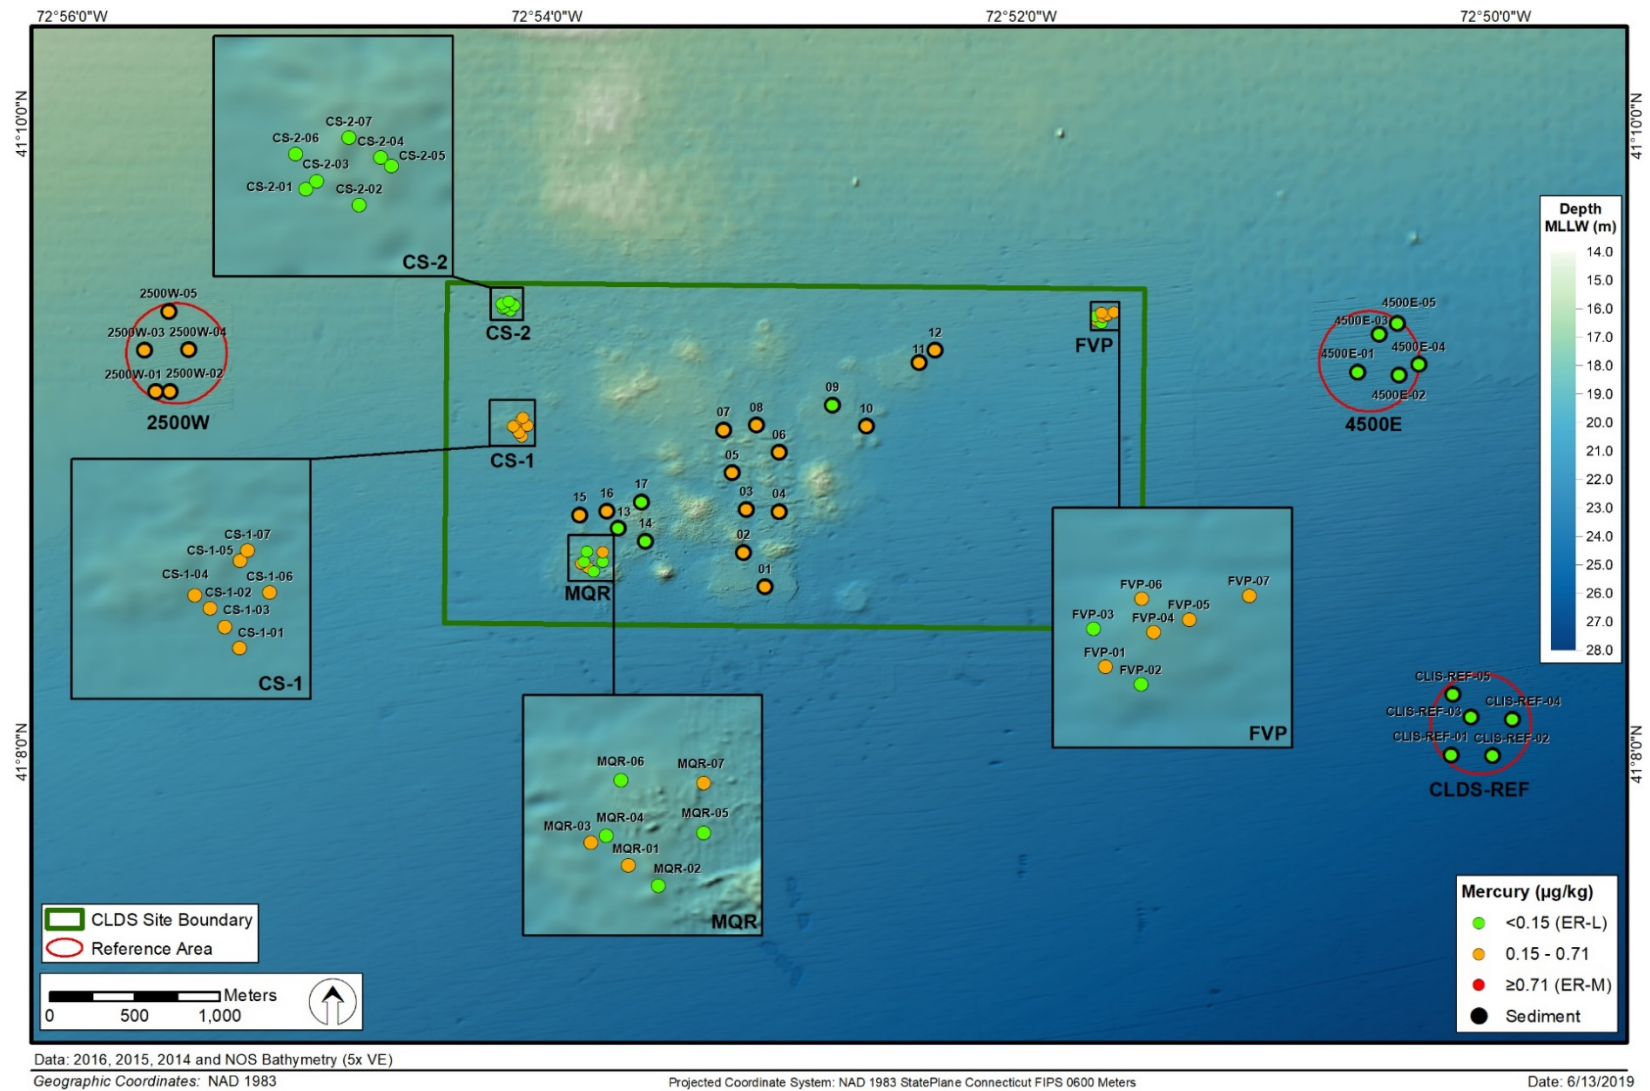 72°56'0"W
72°54'0"W
72°52'0"W
72°50'0"W
41°10'0"N
41°10'0"N
CS-2-07
CS-2-06
CS-2-04
CS-2-03
CS-2-05
CS-2-01
CS-2-02
CS-2
Depth
MLLW (m)
14.0
15.0
16.0
17.0
18.0
19.0
20.0
21.0
22.0
23.0
24.0
25.0
26.0
27.0
28.0
2500W-05
2500W-03
2500W-04
2500W-01
2500W-02
2500W
CS-2
FVP
4500E-05
4500E-03
4500E-04
4500E-01
4500E-02
4500E
12
11
09
10
08
07
06
05
CS-1
03
04
17
16
15
13
14
02
01
MQR
CS-1-07
CS-1-05
CS-1-04
CS-1-06
CS-1-02
CS-1-03
CS-1-01
CS-1
FVP-07
FVP-06
FVP-05
FVP-03
FVP-04
FVP-01
FVP-02
FVP
CLIS-REF-05
CLIS-REF-04
CLIS-REF-03
CLIS-REF-01
CLIS-REF-02
CLDS-REF
41°8'0"N
41°8'0"N
MQR-06
MQR-07
MQR-05
MQR-04
MQR-03
MQR-01
MQR-02
MQR
CLDS Site Boundary
Reference Area
Meters
0
500
1,000
Mercury (µg/kg)
<0.15 (ER-L)
0.15 - 0.71
≥0.71 (ER-M)
Sediment
Data: 2016, 2015, 2014 and NOS Bathymetry (5x VE)
Geographic Coordinates: NAD 1983
Projected Coordinate System: NAD 1983 StatePlane Connecticut FIPS 0600 Meters
Date: 6/13/2019